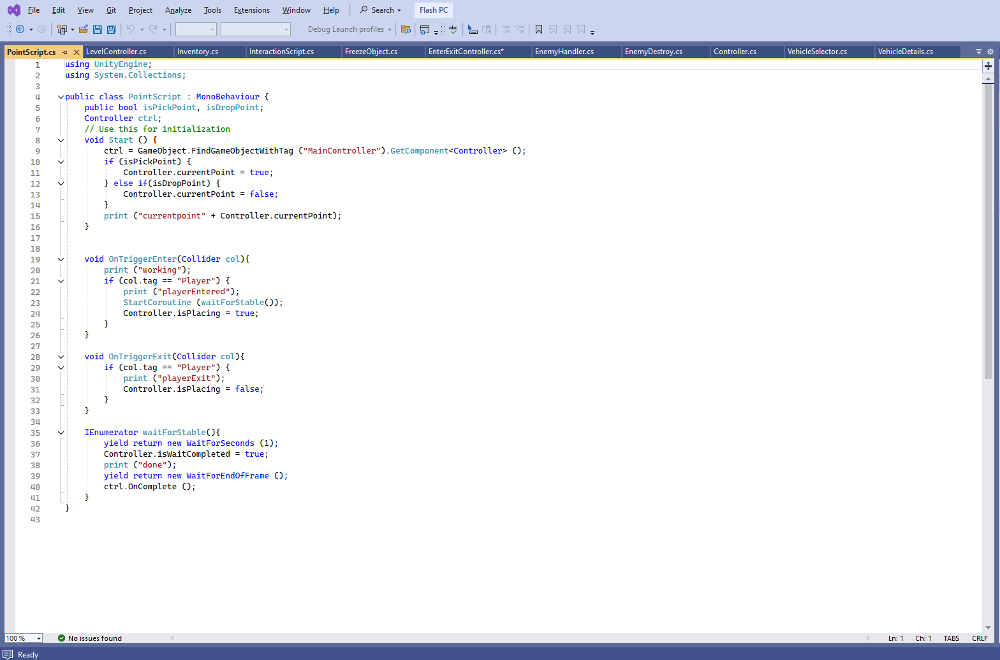 File Edit View Git Project Analyze Tools Extensions Window Help Search Flash PC
Debug Launch profiles abc
PointScript.cs LevelController.cs Inventory.cs InteractionScript.cs FreezeObject.cs EnterExitController.cs* EnemyHandler.cs EnemyDestroy.cs Controller.cs VehicleSelector.cs VehicleDetails.cs
1 using UnityEngine;
2 using System.Collections;
3
4 public class PointScript : MonoBehaviour {
5 public bool isPickPoint, isDropPoint;
6 Controller ctrl;
7 // Use this for initialization
8 void Start () {
9 ctrl = GameObject.FindGameObjectWithTag ("MainController").GetComponent<Controller> ();
10 if (isPickPoint) {
11 Controller.currentPoint = true;
12 } else if(isDropPoint) {
13 Controller.currentPoint = false;
14 }
15 print ("currentpoint" + Controller.currentPoint);
16 }
17
18
19 void OnTriggerEnter(Collider col){
20 print ("working");
21 if (col.tag == "Player") {
22 print ("playerEntered");
23 StartCoroutine (waitForStable());
24 Controller.isPlacing = true;
25 }
26 }
27
28 void OnTriggerExit(Collider col){
29 if (col.tag == "Player") {
30 print ("playerExit");
31 Controller.isPlacing = false;
32 }
33 }
34
35 IEnumerator waitForStable(){
36 yield return new WaitForSeconds (1);
37 Controller.isWaitCompleted = true;
38 print ("done");
39 yield return new WaitForEndOfFrame ();
40 ctrl.OnComplete ();
41 }
42 }
43
100 % No issues found Ln: 1 Ch: 1 TABS CRLF
Ready